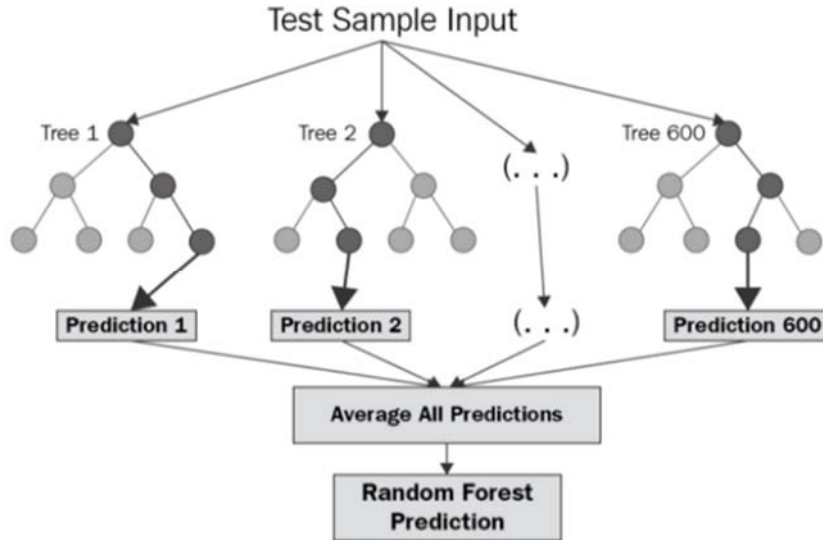 Test Sample Input
Tree 1
Tree 2
Tree 600
(. . .)
Prediction 1
Prediction 2
(. . .)
Prediction 600
Average All Predictions
Random Forest
Prediction